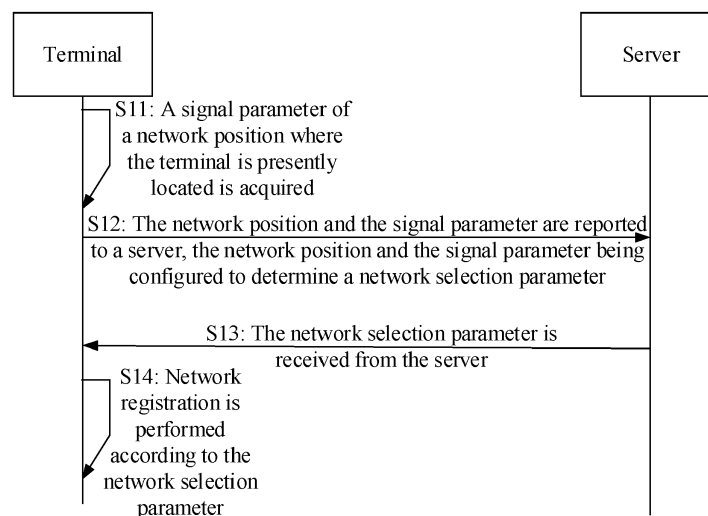 Terminal
Server
S11: A signal parameter of
a network position where
the terminal is presently
located is acquired
S12: The network position and the signal parameter are reported
to a server, the network position and the signal parameter being
configured to determine a network selection parameter
S13: The network selection parameter is
received from the server
S14: Network
registration is
performed
according to the
network selection
parameter